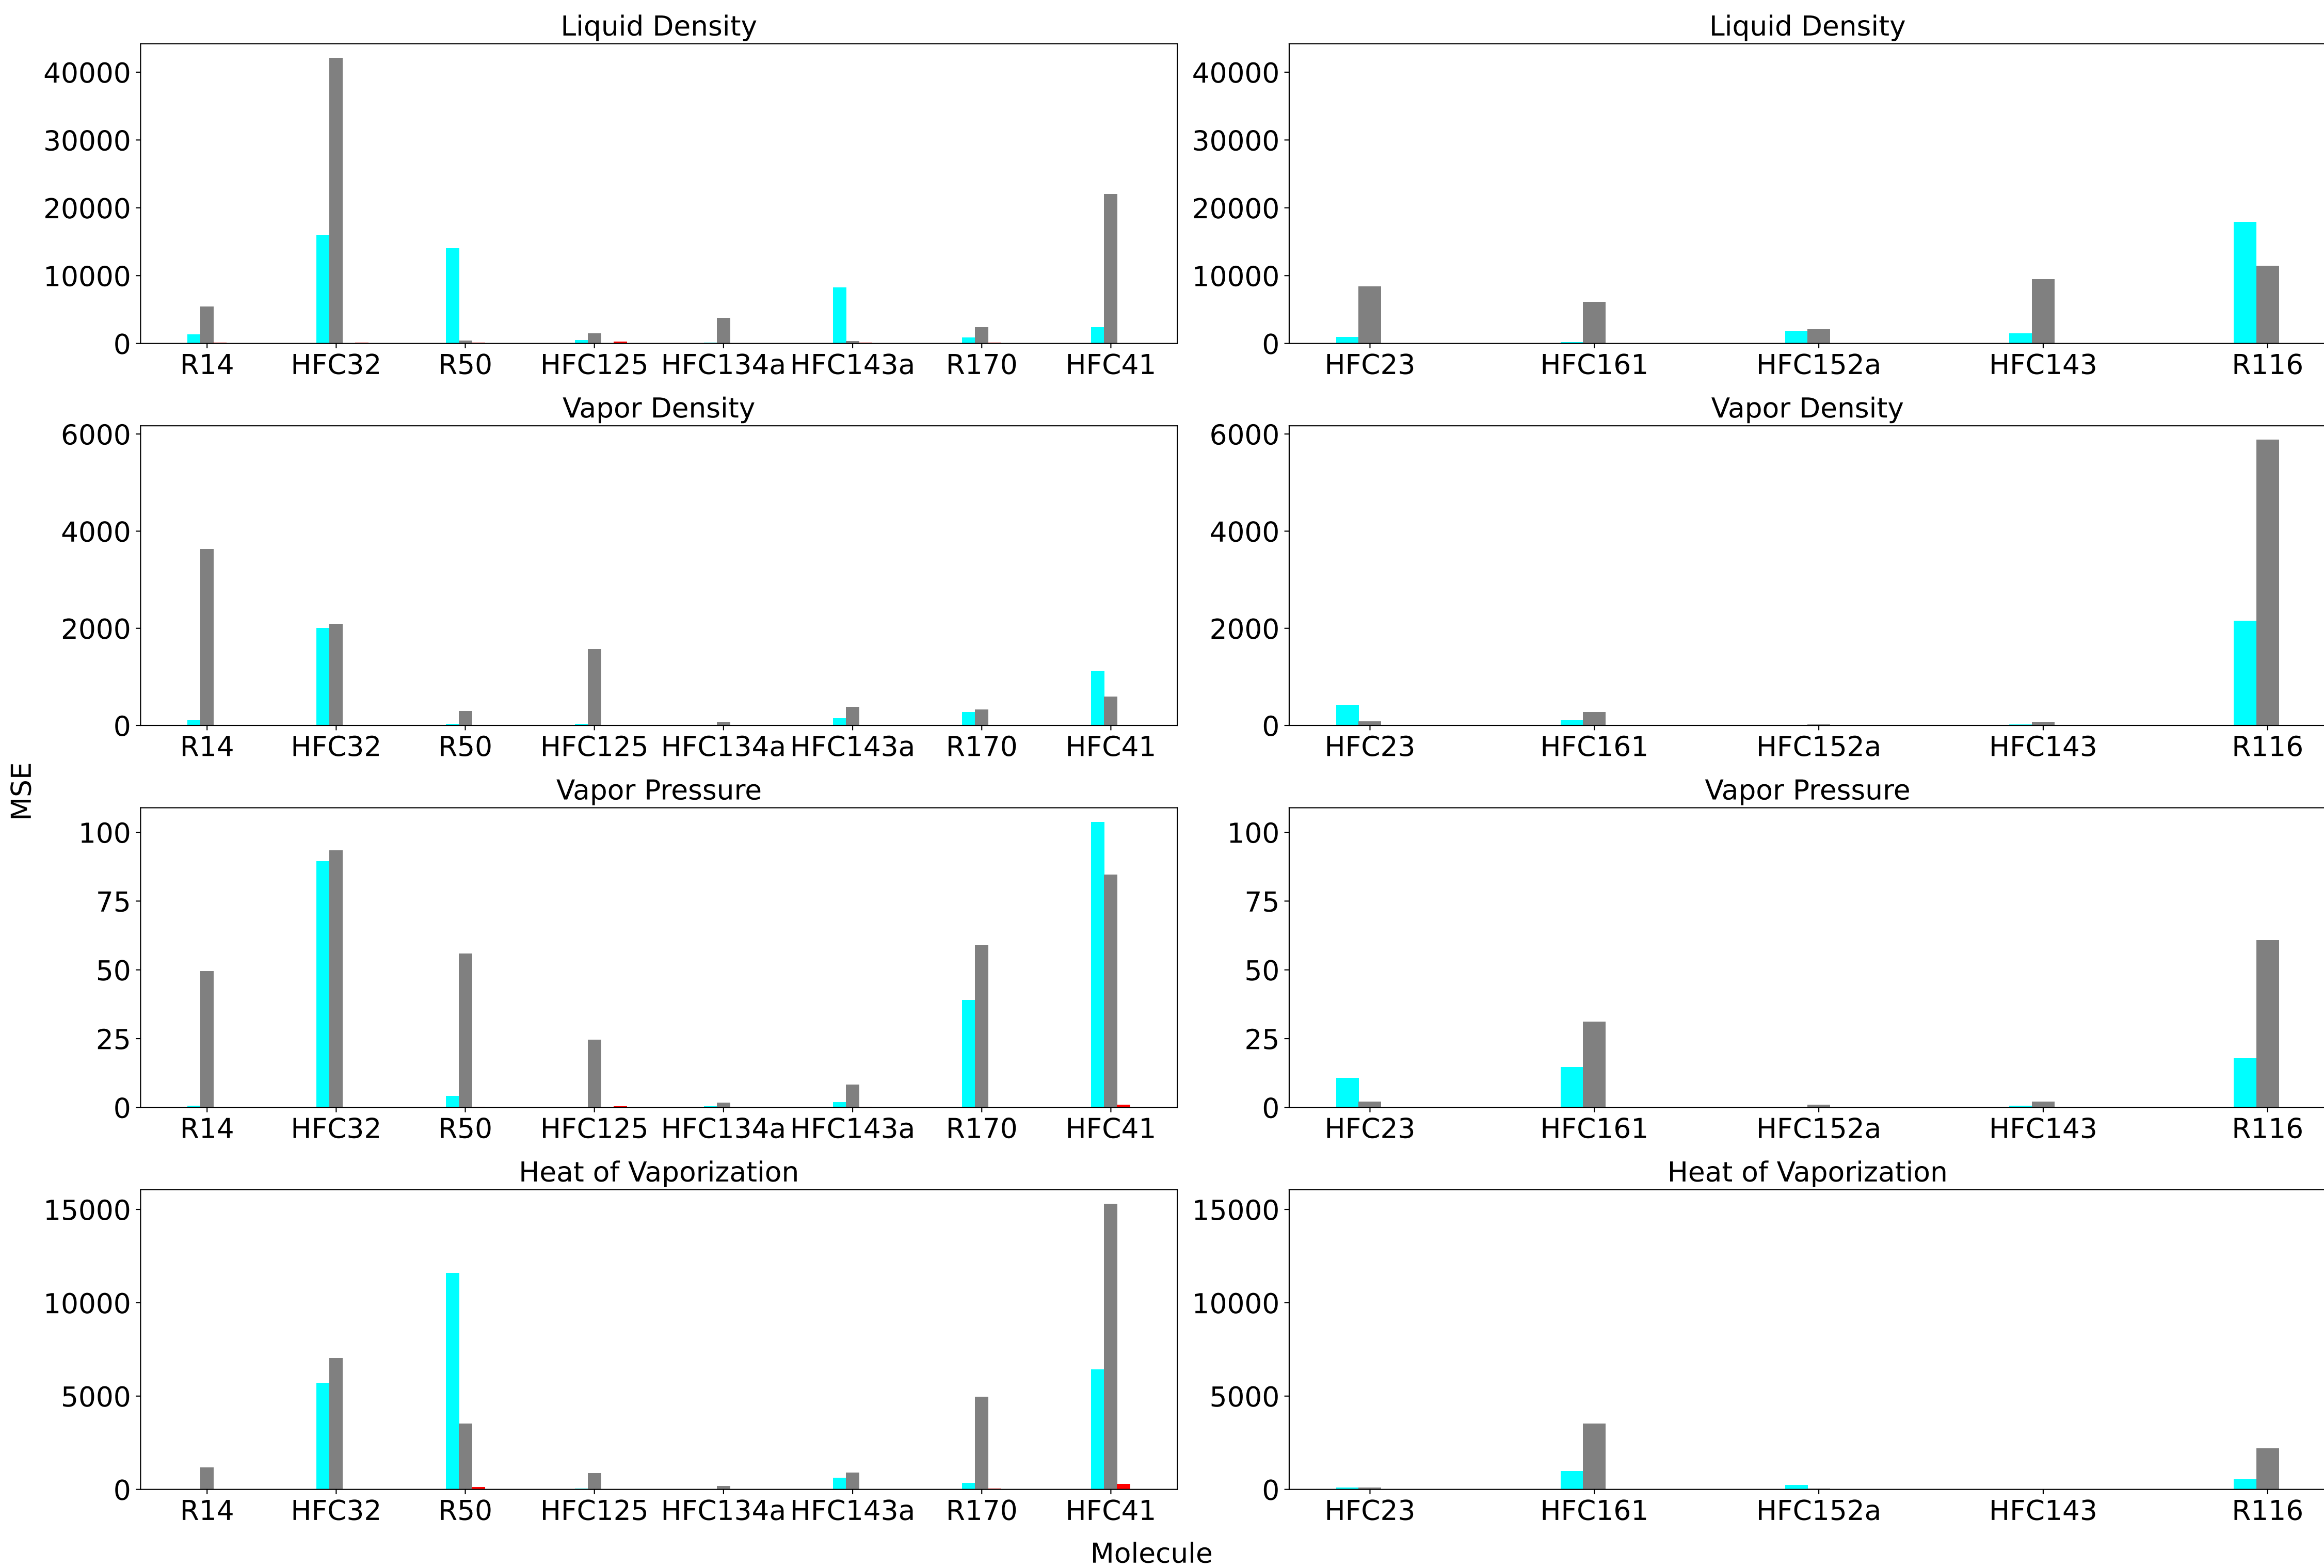 Liquid Density
40000
30000
20000
10000
0
R14 HFC32 R50 HFC125 HFC134a HFC143a R170 HFC41
Liquid Density
40000
30000
20000
10000
0
HFC23 HFC161 HFC152a HFC143 R116
Vapor Density
6000
4000
2000
0
R14 HFC32 R50 HFC125 HFC134a HFC143a R170 HFC41
Vapor Density
6000
4000
2000
0
HFC23 HFC161 HFC152a HFC143 R116
MSE
Vapor Pressure
100
75
50
25
0
R14 HFC32 R50 HFC125 HFC134a HFC143a R170 HFC41
Vapor Pressure
100
75
50
25
0
HFC23 HFC161 HFC152a HFC143 R116
Heat of Vaporization
15000
10000
5000
0
R14 HFC32 R50 HFC125 HFC134a HFC143a R170 HFC41
Heat of Vaporization
15000
10000
5000
0
HFC23 HFC161 HFC152a HFC143 R116
Molecule